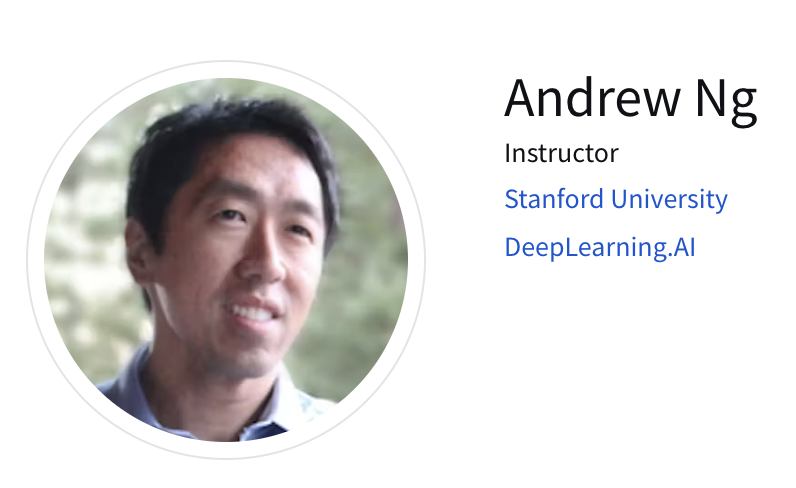 Andrew Ng
Instructor
Stanford University
DeepLearning.AI